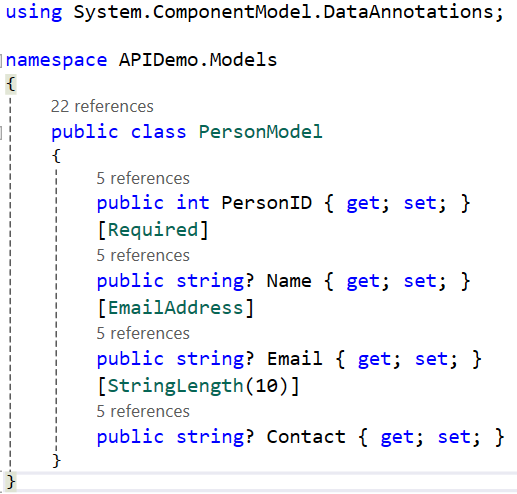 using System.ComponentModel.DataAnnotations;
namespace APIDemo.Models
{
22 references
public class PersonModel
{
5 references
public int PersonID { get; set; }
[Required]
5 references
public string? Name { get; set; }
[EmailAddress]
5 references
public string? Email { get; set; }
[StringLength(10)]
5 references
public string? Contact { get; set; }
}
}